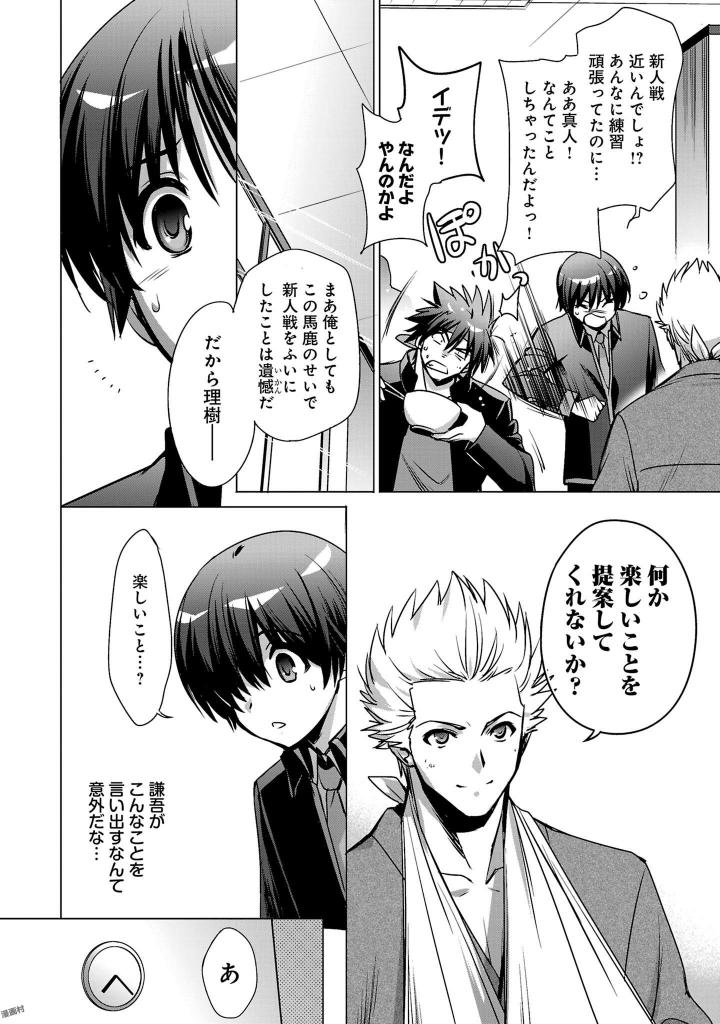 新人戦
近いんでしょ!?
あんなに練習
頑張ってたのに…
ああ真人！
なんてこと
しちゃったんだよっ！
ぽかっ
イデッ！
なんだよ
やんのかよ
まあ俺としても
この馬鹿のせいで
新人戦をふいに
したことは遺憾だ
いかん
だから理樹――
何か
楽しいことを
提案して
くれないか？
楽しいこと…？
謙吾が
こんなことを
言い出すなんて
意外だな…
あ
漫画村